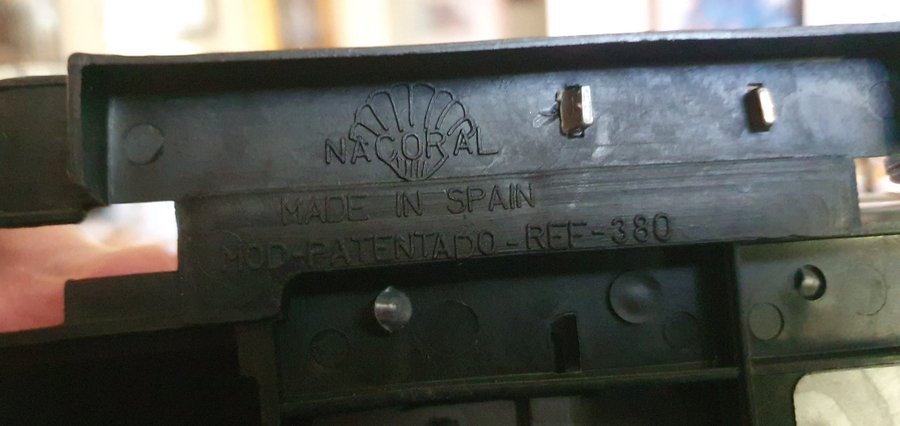 NACORAL
MADE IN SPAIN
MOD-PATENTADO-REF-380